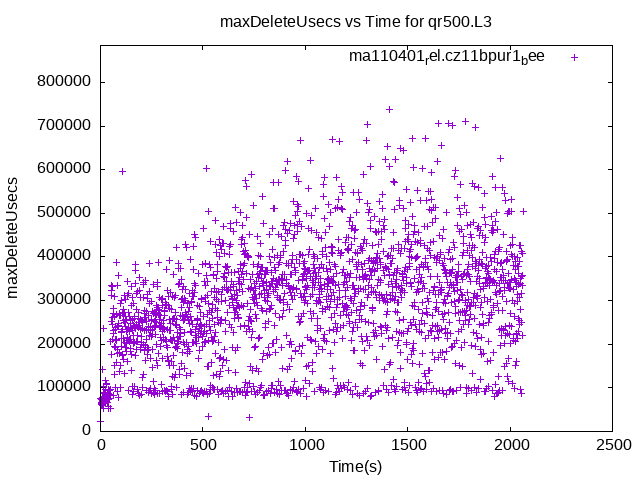 maxDeleteUsecs vs Time for qr500.L3
ma110401rel.cz11bpur1bee
800000
700000
600000
500000
400000
300000
200000
100000
0
maxDeleteUsecs
0 500 1000 1500 2000 2500
Time(s)